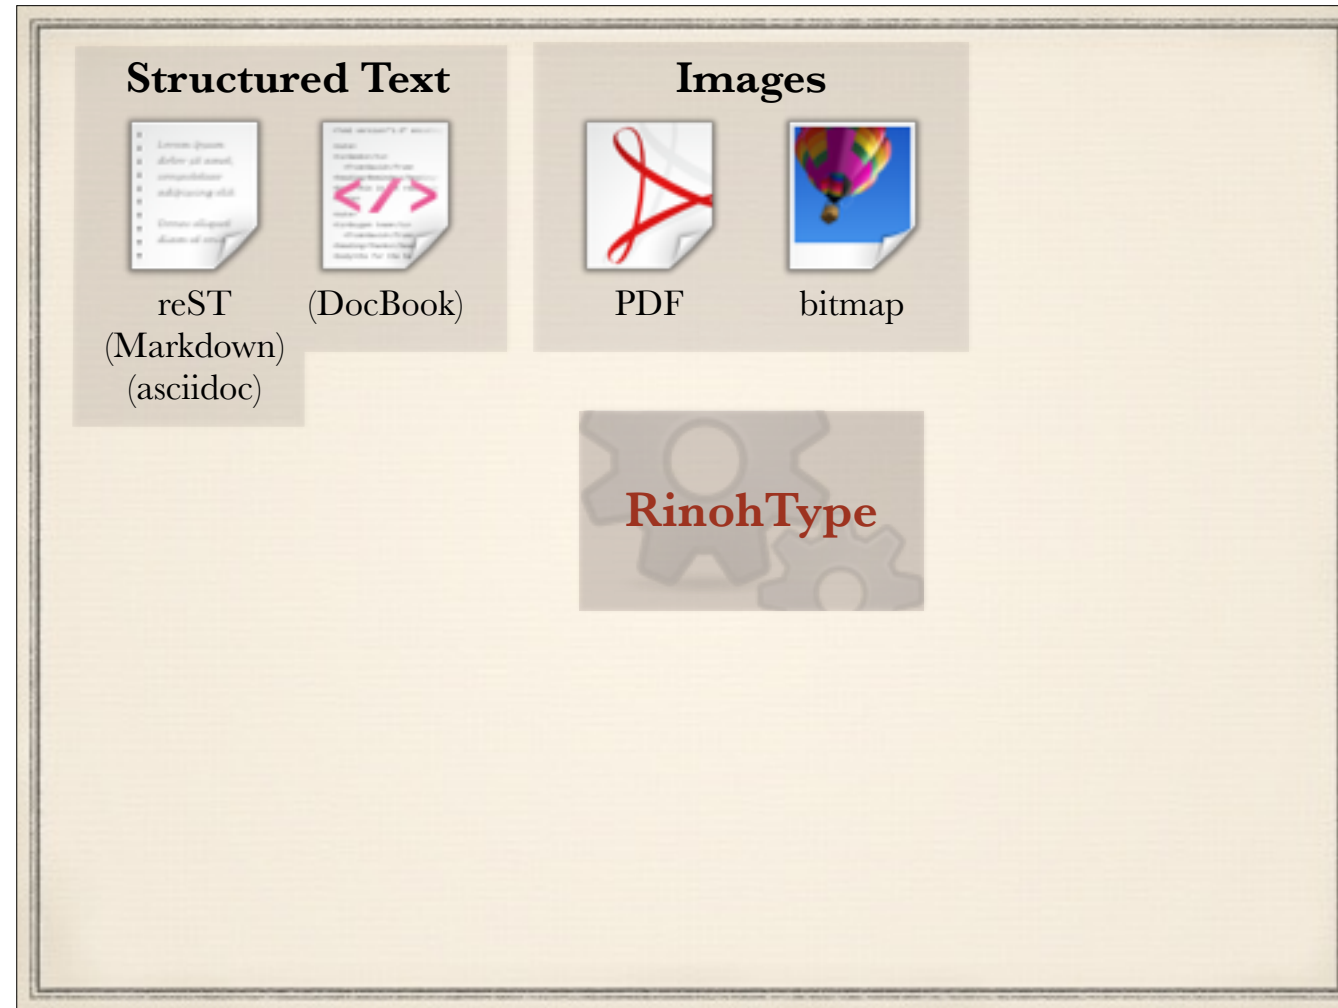 Structured Text
reST
(Markdown)
(asciidoc)
</>
(DocBook)
Images
PDF
bitmap
RinohType